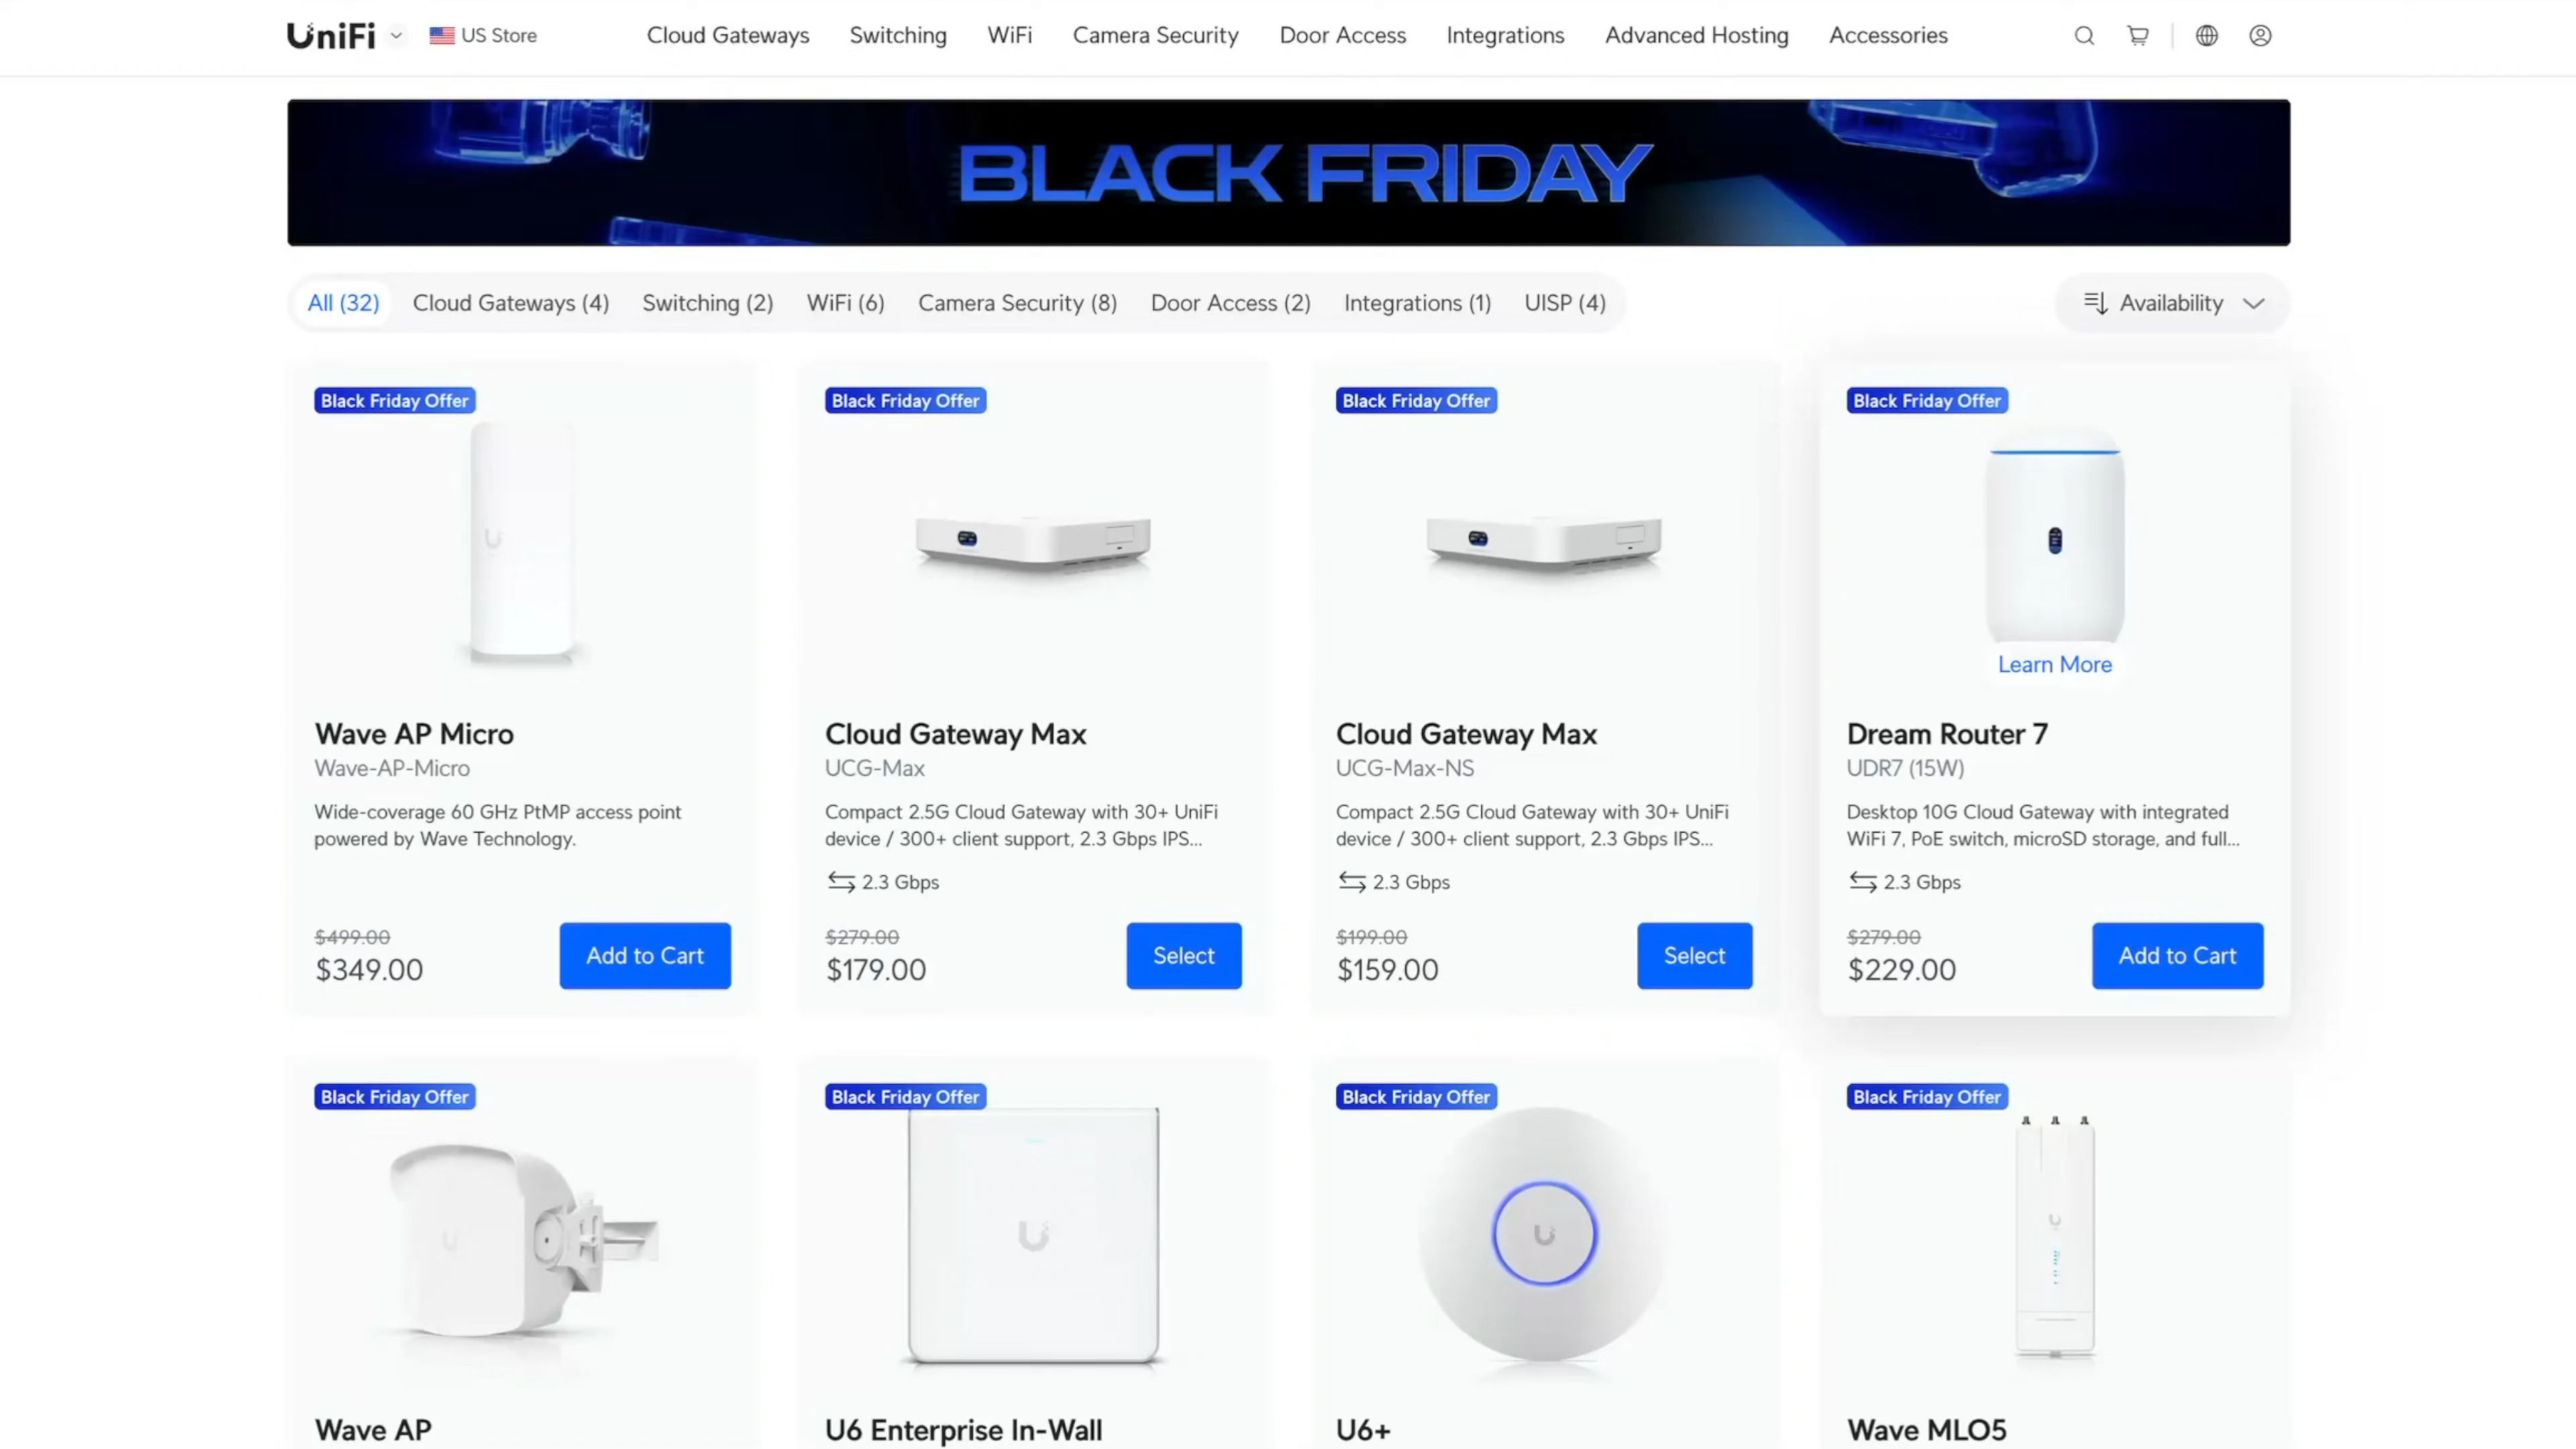 UniFi
US Store
Cloud Gateways
Switching
WiFi
Camera Security
Door Access
Integrations
Advanced Hosting
Accessories
BLACK FRIDAY
All (32)
Cloud Gateways (4)
Switching (2)
WiFi (6)
Camera Security (8)
Door Access (2)
Integrations (1)
UISP (4)
Availability
Black Friday Offer
Wave AP Micro
Wave-AP-Micro
Wide-coverage 60 GHz PtMP access point
powered by Wave Technology.
$499.00
$349.00
Add to Cart
Black Friday Offer
Cloud Gateway Max
UCG-Max
Compact 2.5G Cloud Gateway with 30+ UniFi
device / 300+ client support, 2.3 Gbps IPS...
2.3 Gbps
$279.00
$179.00
Select
Black Friday Offer
Cloud Gateway Max
UCG-Max-NS
Compact 2.5G Cloud Gateway with 30+ UniFi
device / 300+ client support, 2.3 Gbps IPS...
2.3 Gbps
$199.00
$159.00
Select
Black Friday Offer
Learn More
Dream Router 7
UDR7 (15W)
Desktop 10G Cloud Gateway with integrated
WiFi 7, PoE switch, microSD storage, and full...
2.3 Gbps
$279.00
$229.00
Add to Cart
Black Friday Offer
Wave AP
Black Friday Offer
U6 Enterprise In-Wall
Black Friday Offer
U6+
Black Friday Offer
Wave MLO5